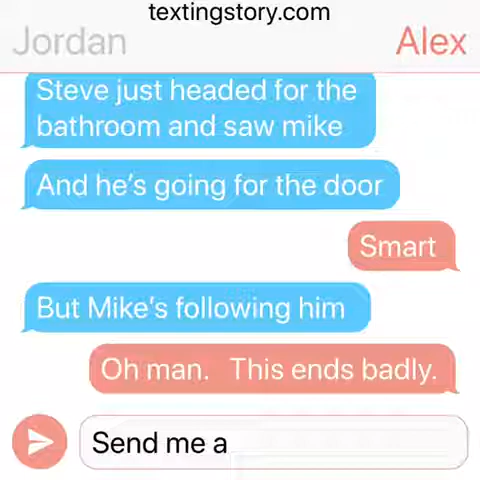 textingstory.com
Jordan
Alex
Steve just headed for the
bathroom and saw mike
And he's going for the door
Smart
But Mike's following him
Oh man.   This ends badly.
Send me a